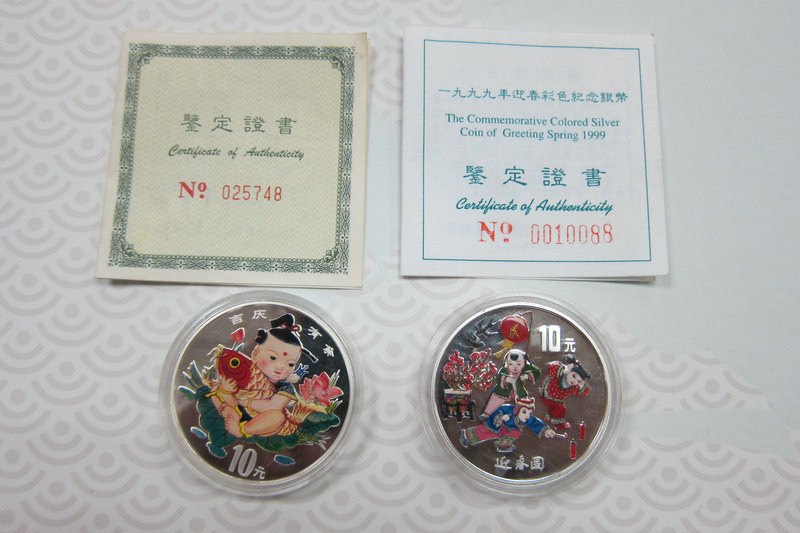 鑒定證書
Certificate of Authenticity
Nº 025748
一九九九年迎春彩色紀念銀幣
The Commemorative Colored Silver
Coin of Greeting Spring 1999
鑒定證書
Certificate of Authenticity
Nº 0010088
吉庆有余
10元
春
10元
迎春图